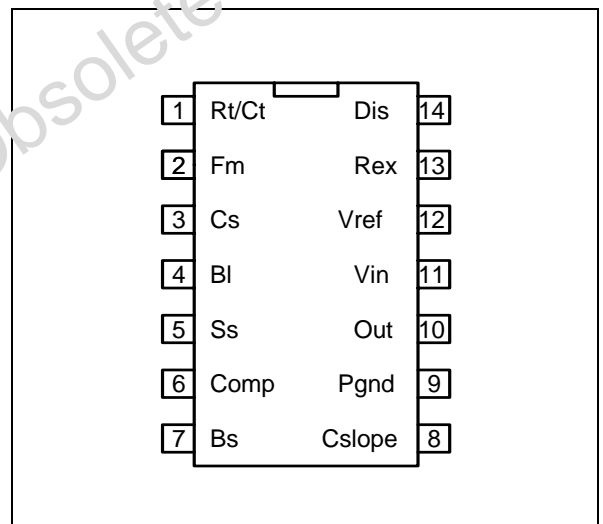 Obsolete
1 Rt/Ct Dis 14
2 Fm Rex 13
3 Cs Vref 12
4 Bl Vin 11
5 Ss Out 10
6 Comp Pgnd 9
7 Bs Cslope 8